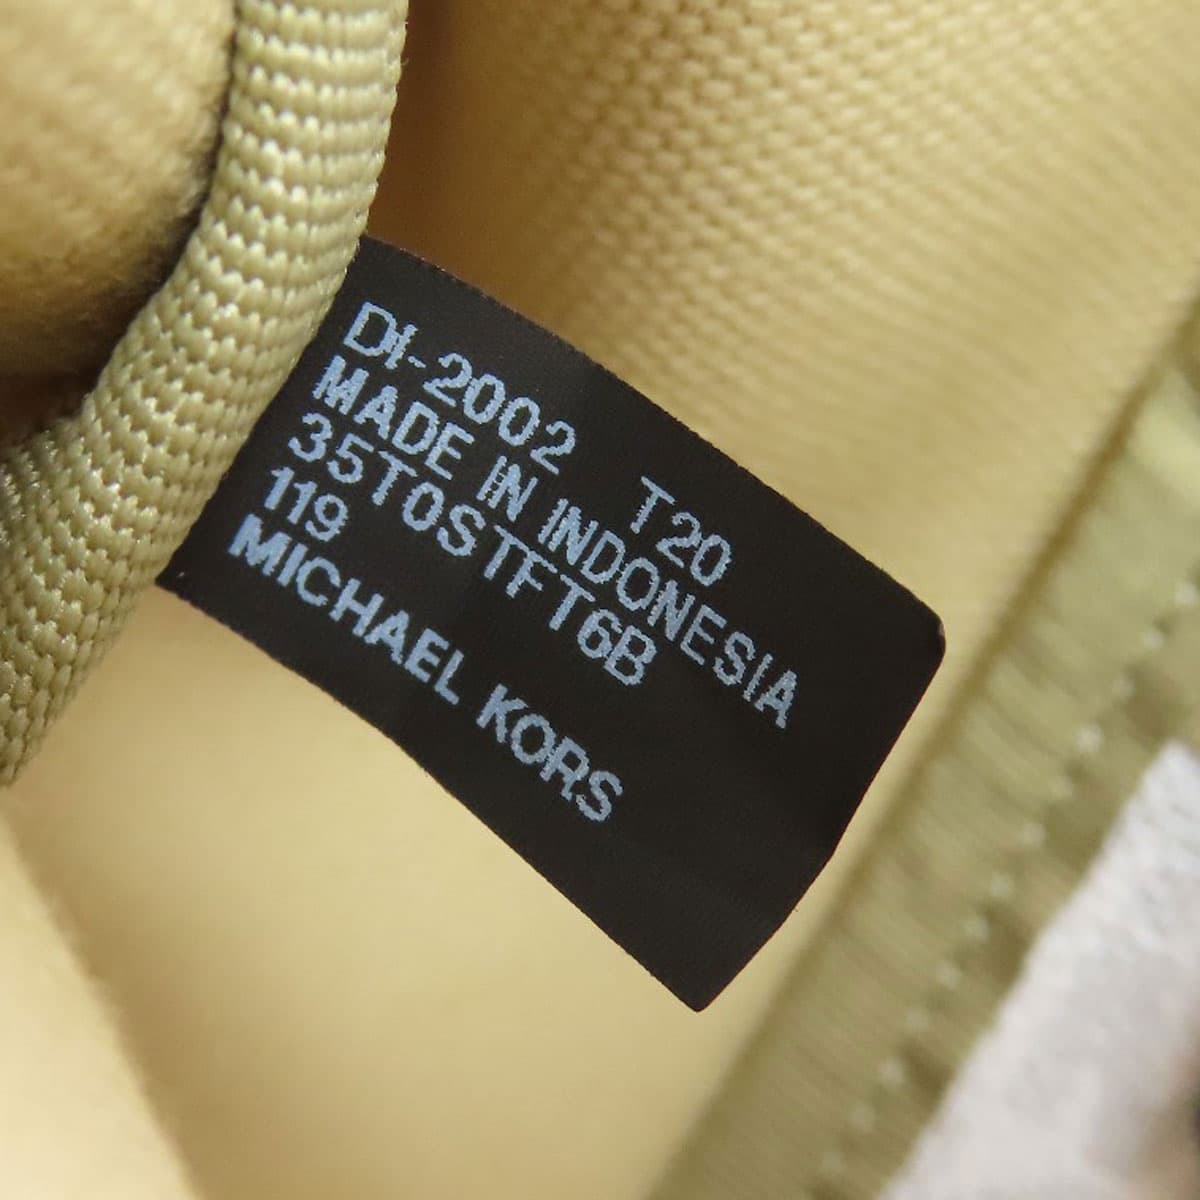 DI-2002 T20
MADE IN INDONESIA
35T0STFT6B
119
MICHAEL KORS